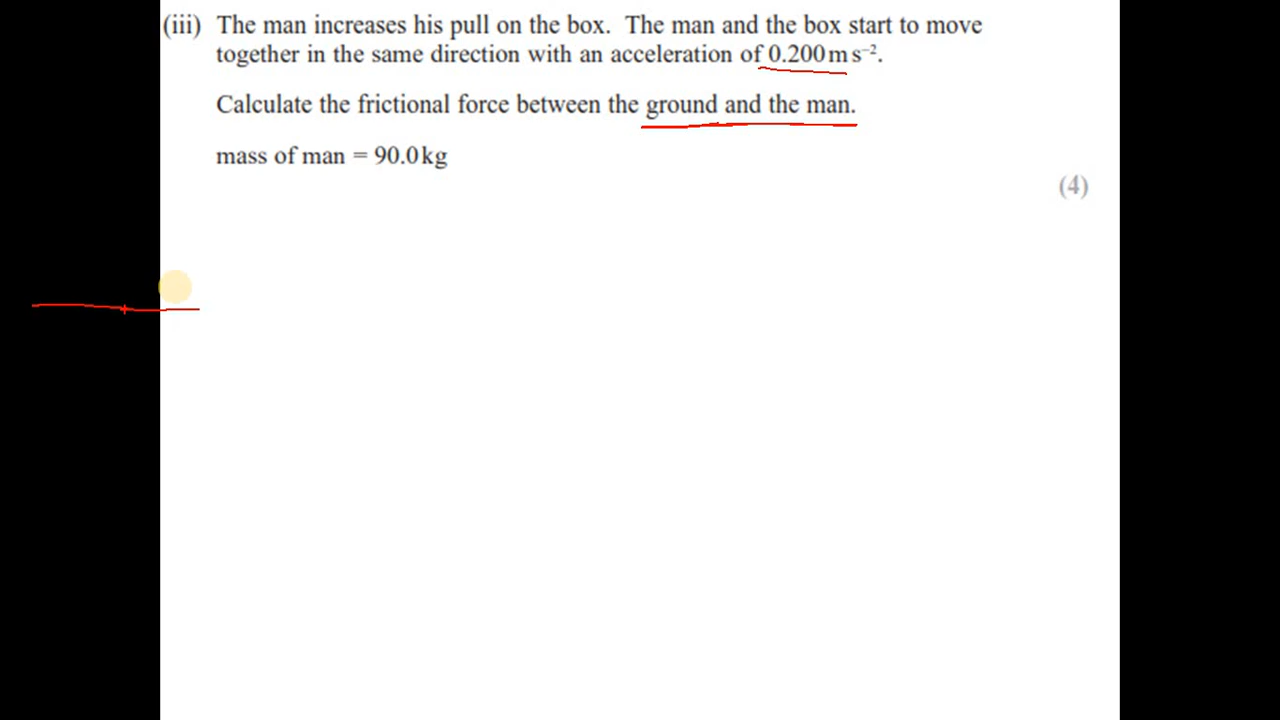 (iii) The man increases his pull on the box. The man and the box start to move
together in the same direction with an acceleration of 0.200 m s⁻².
Calculate the frictional force between the ground and the man.
mass of man = 90.0 kg
(4)